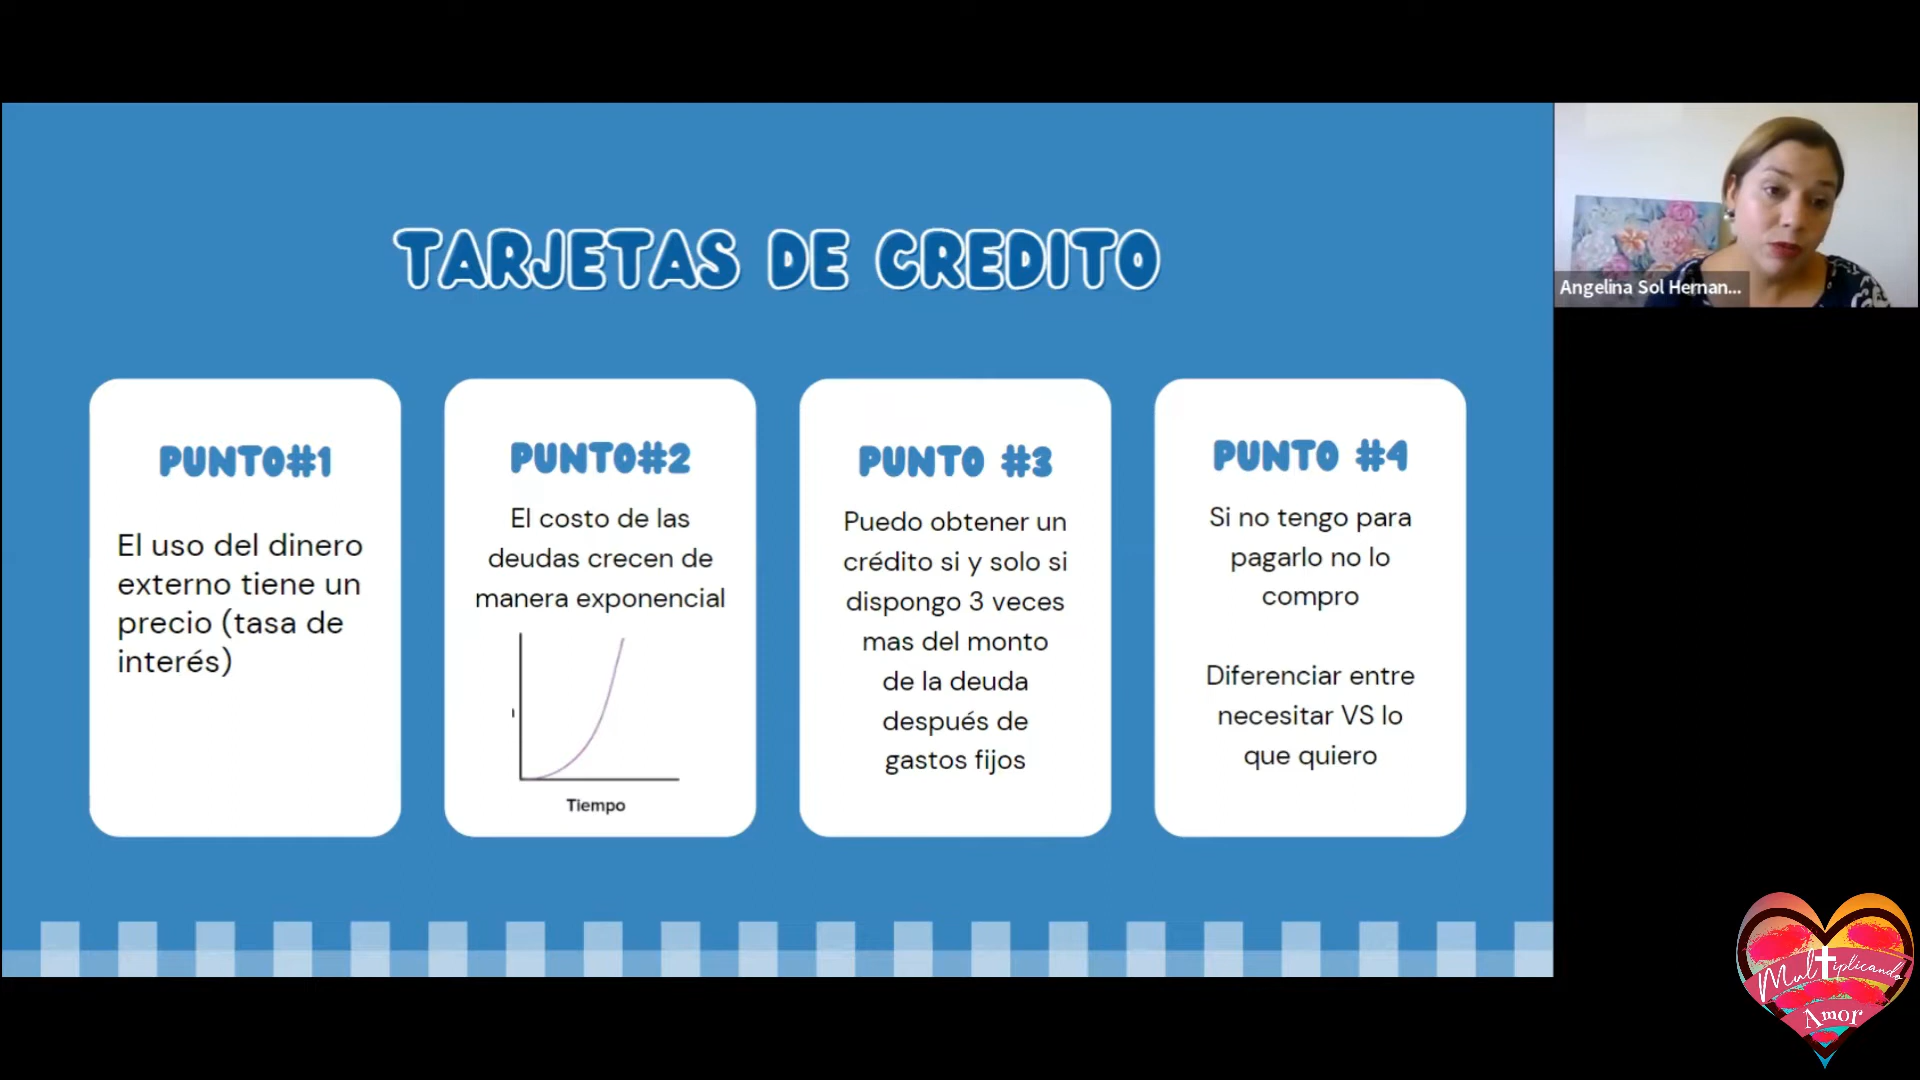 TARJETAS DE CREDITO
PUNTO#1
El uso del dinero
externo tiene un
precio (tasa de
interés)
PUNTO#2
El costo de las
deudas crecen de
manera exponencial
Tiempo
PUNTO #3
Puedo obtener un
crédito si y solo si
dispongo 3 veces
mas del monto
de la deuda
después de
gastos fijos
PUNTO #4
Si no tengo para
pagarlo no lo
compro
Diferenciar entre
necesitar VS lo
que quiero
Angelina Sol Hernan...
Multiplicando
Amor